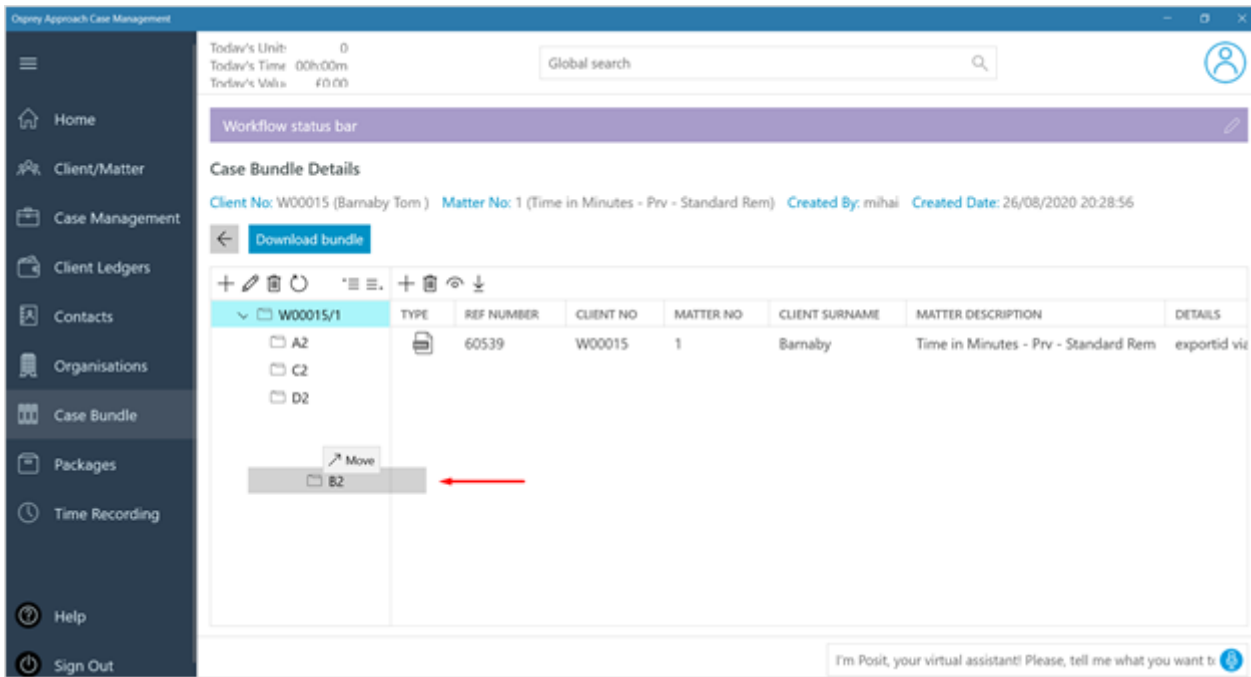 Osprey Approach Case Management
Today's Units 0
Today's Time 00h:00m
Today's Value £0.00
Global search
Home
Client/Matter
Case Management
Client Ledgers
Contacts
Organisations
Case Bundle
Packages
Time Recording
Help
Sign Out
Workflow status bar
Case Bundle Details
Client No: W00015 (Barnaby Tom ) Matter No: 1 (Time in Minutes - Prv - Standard Rem) Created By: mihai Created Date: 26/08/2020 20:28:56
Download bundle
W00015/1
A2
C2
D2
Move
B2
TYPE REF NUMBER CLIENT NO MATTER NO CLIENT SURNAME MATTER DESCRIPTION DETAILS
60539 W00015 1 Barnaby Time in Minutes - Prv - Standard Rem exportid via
I'm Posit, your virtual assistant! Please, tell me what you want to